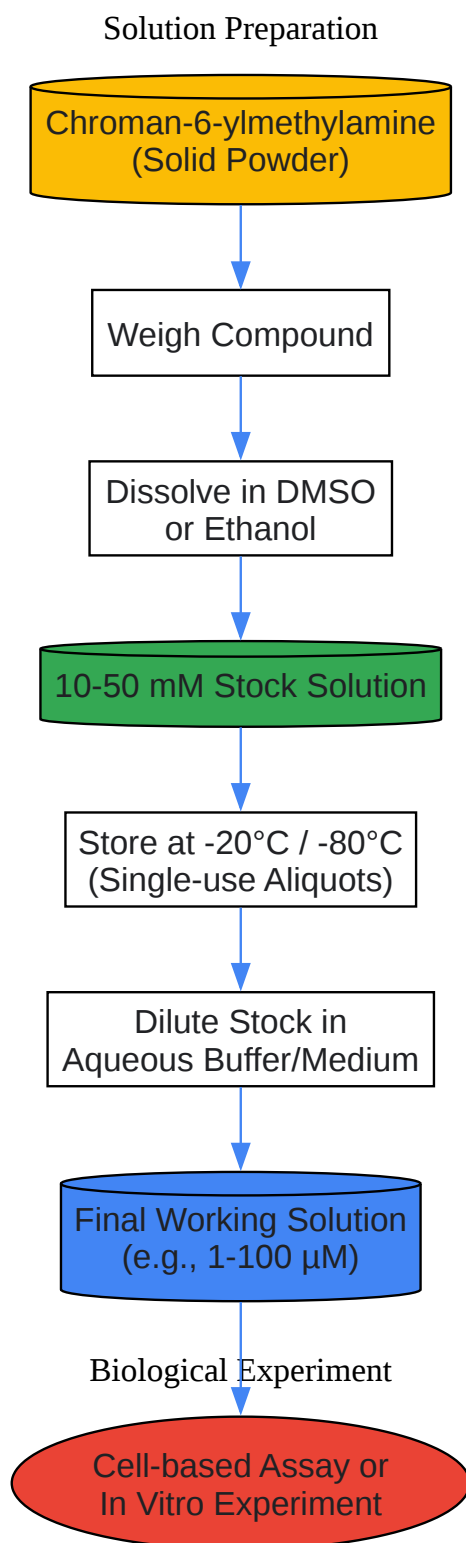 Solution Preparation
Chroman-6-ylmethylamine
(Solid Powder)
Weigh Compound
Dissolve in DMSO
or Ethanol
10-50 mM Stock Solution
Store at -20°C / -80°C
(Single-use Aliquots)
Dilute Stock in
Aqueous Buffer/Medium
Final Working Solution
(e.g., 1-100 µM)
Biological Experiment
Cell-based Assay or
In Vitro Experiment